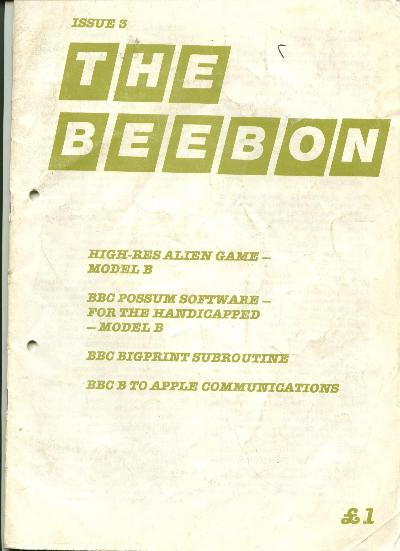 ISSUE 3
THE
BEEBON
HIGH-RES ALIEN GAME –
MODEL B
BBC POSSUM SOFTWARE –
FOR THE HANDICAPPED
– MODEL B
BBC BIGPRINT SUBROUTINE
BBC B TO APPLE COMMUNICATIONS
£1